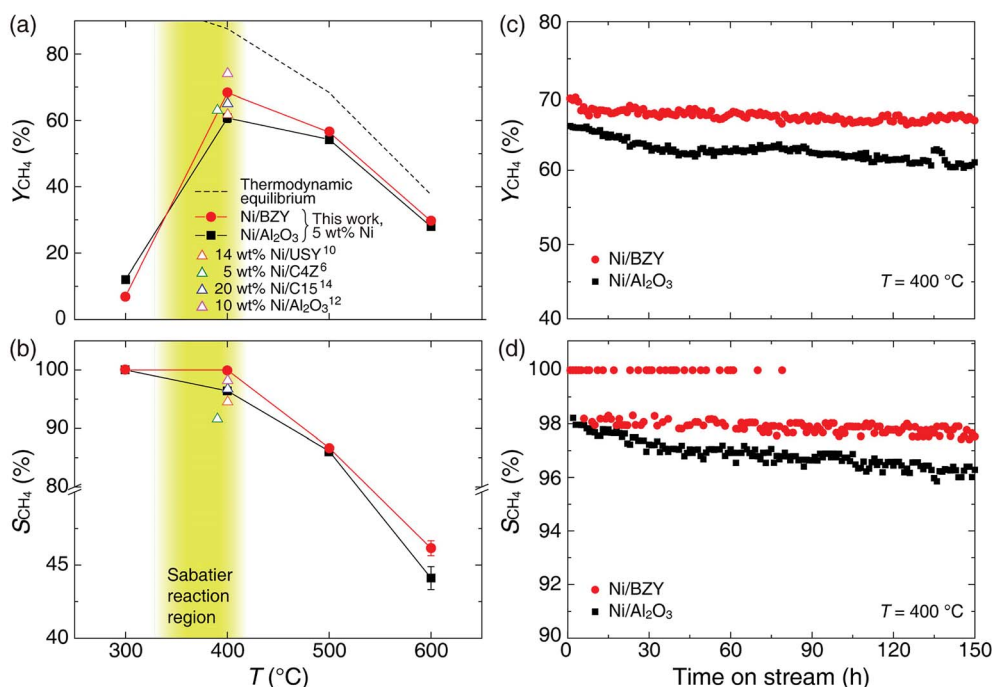 (a)
80
60
40
20
0
Y_CH4 (%)
Thermodynamic
equilibrium
Ni/BZY
Ni/Al₂O₃
This work,
5 wt% Ni
14 wt% Ni/USY¹⁰
5 wt% Ni/C4Z⁶
20 wt% Ni/C15¹⁴
10 wt% Ni/Al₂O₃¹²
(b)
100
90
80
45
40
S_CH4 (%)
Sabatier
reaction
region
300 400 500 600
T (°C)
(c)
80
70
60
50
40
Y_CH4 (%)
Ni/BZY
Ni/Al₂O₃
T = 400 °C
(d)
100
98
96
94
92
90
S_CH4 (%)
Ni/BZY
Ni/Al₂O₃
T = 400 °C
0 30 60 90 120 150
Time on stream (h)